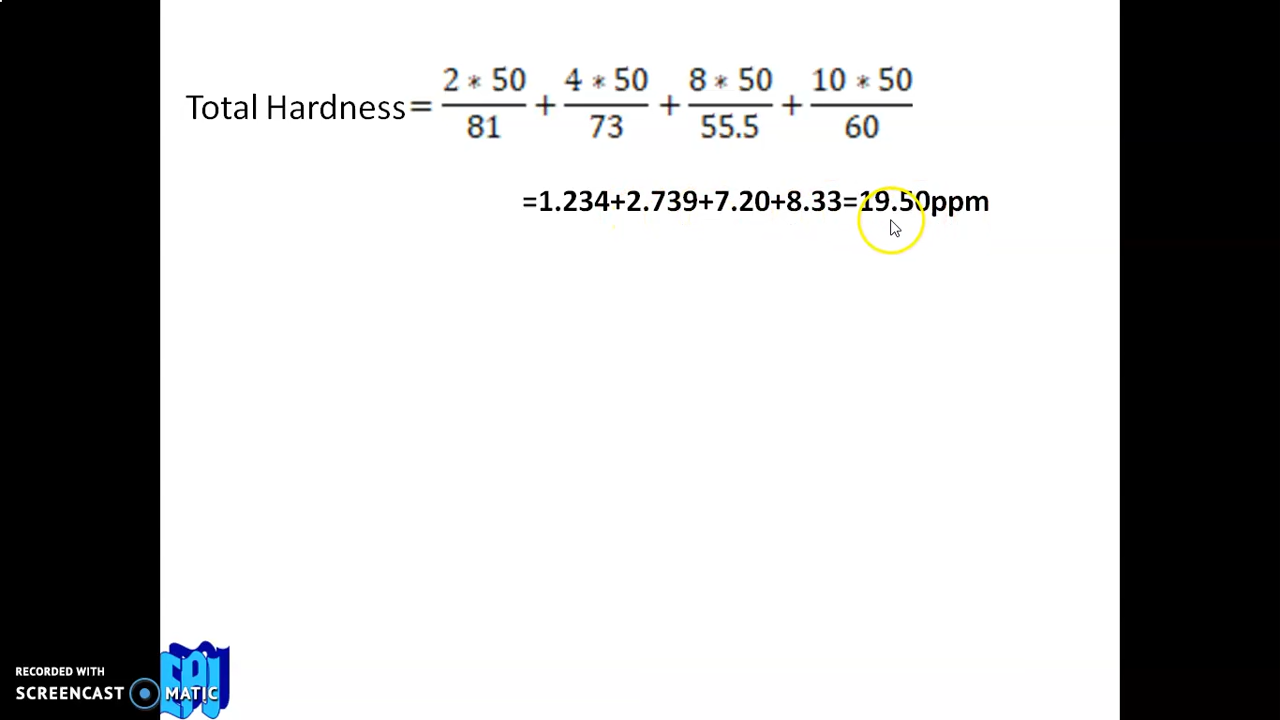 Total Hardness = 2 * 50 / 81 + 4 * 50 / 73 + 8 * 50 / 55.5 + 10 * 50 / 60
=1.234+2.739+7.20+8.33=19.50ppm
RECORDED WITH
SCREENCAST MATIC